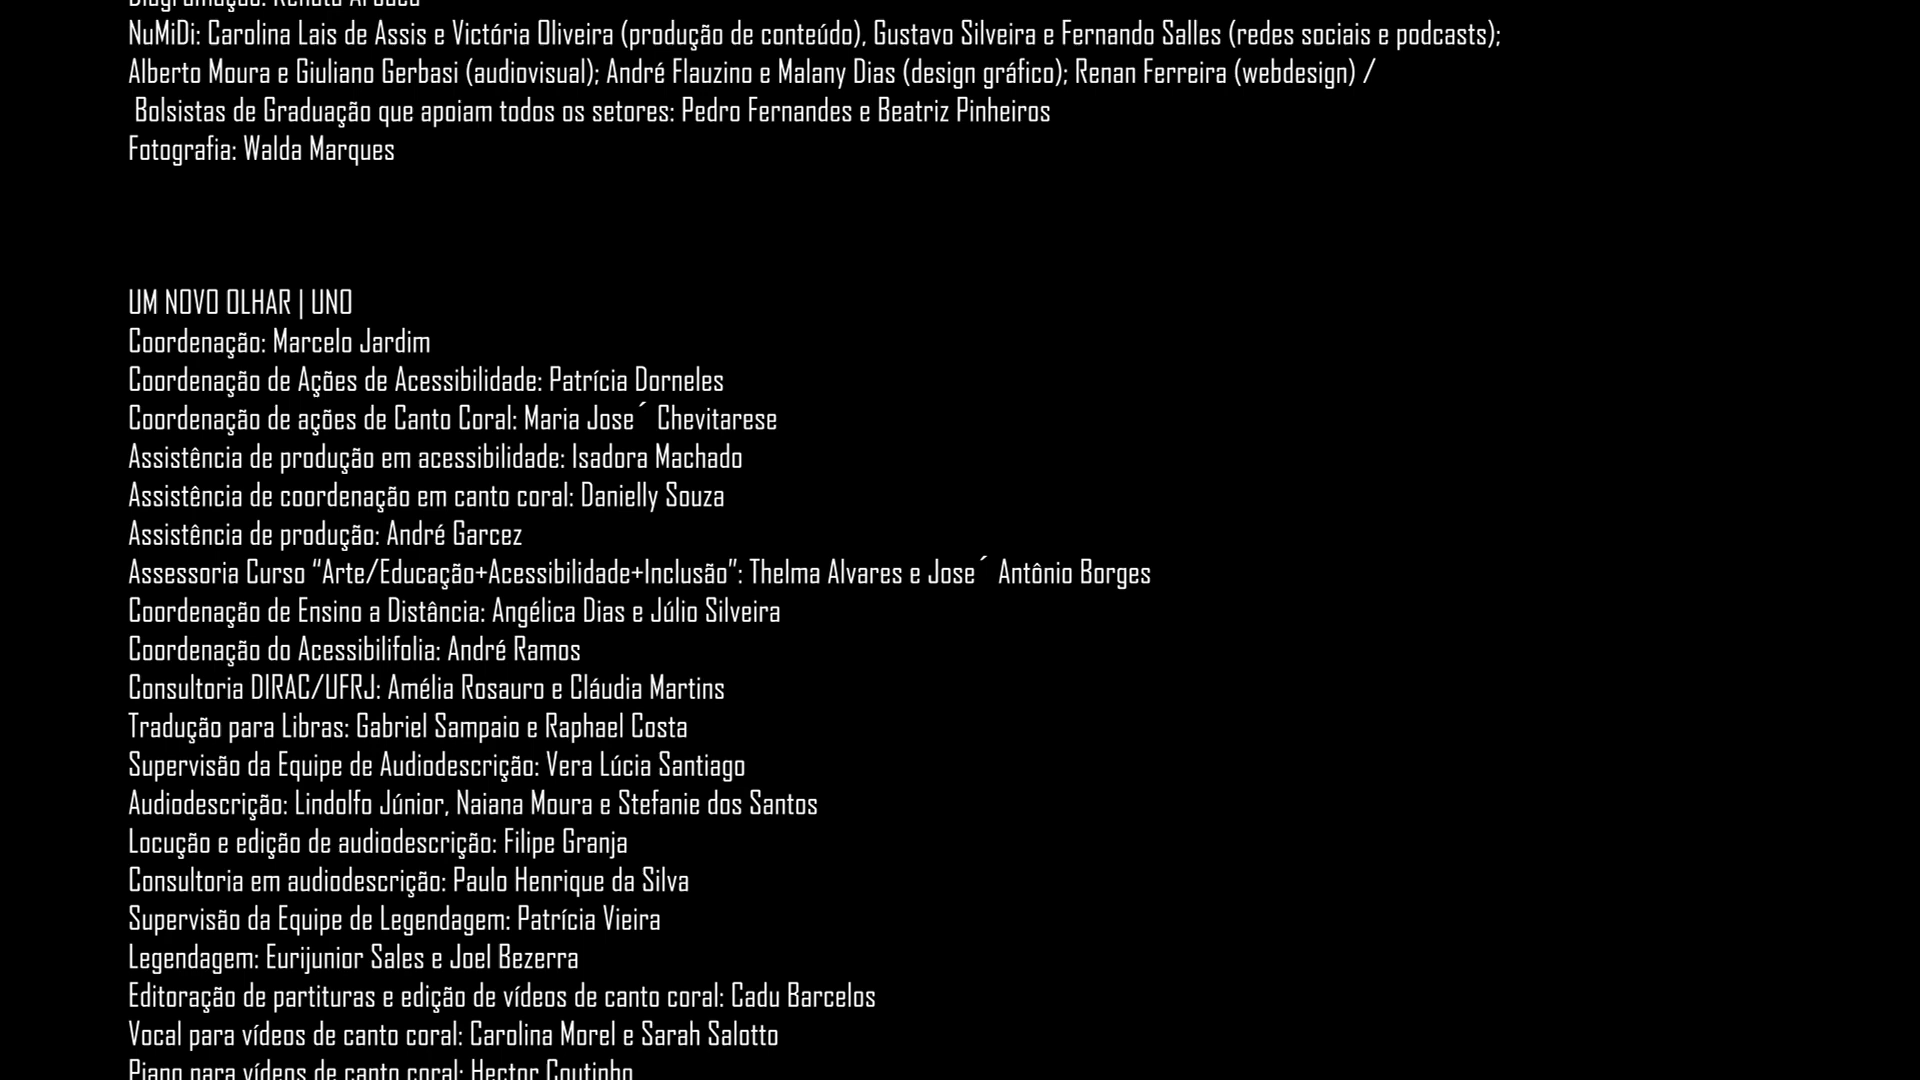 NuMiDi: Carolina Lais de Assis e Victória Oliveira (produção de conteúdo), Gustavo Silveira e Fernando Salles (redes sociais e podcasts);
Alberto Moura e Giuliano Gerbasi (audiovisual); André Flauzino e Malany Dias (design gráfico); Renan Ferreira (webdesign) /
Bolsistas de Graduação que apoiam todos os setores: Pedro Fernandes e Beatriz Pinheiros
Fotografia: Walda Marques
UM NOVO OLHAR | UNO
Coordenação: Marcelo Jardim
Coordenação de Ações de Acessibilidade: Patrícia Dorneles
Coordenação de ações de Canto Coral: Maria Jose´ Chevitarese
Assistência de produção em acessibilidade: Isadora Machado
Assistência de coordenação em canto coral: Danielly Souza
Assistência de produção: André Garcez
Assessoria Curso “Arte/Educação+Acessibilidade+Inclusão”: Thelma Alvares e Jose´ Antônio Borges
Coordenação de Ensino a Distância: Angélica Dias e Júlio Silveira
Coordenação do Acessibilifolia: André Ramos
Consultoria DIRAC/UFRJ: Amélia Rosauro e Cláudia Martins
Tradução para Libras: Gabriel Sampaio e Raphael Costa
Supervisão da Equipe de Audiodescrição: Vera Lúcia Santiago
Audiodescrição: Lindolfo Júnior, Naiana Moura e Stefanie dos Santos
Locução e edição de audiodescrição: Filipe Granja
Consultoria em audiodescrição: Paulo Henrique da Silva
Supervisão da Equipe de Legendagem: Patrícia Vieira
Legendagem: Eurijunior Sales e Joel Bezerra
Editoração de partituras e edição de vídeos de canto coral: Cadu Barcelos
Vocal para vídeos de canto coral: Carolina Morel e Sarah Salotto
Piano para vídeos de canto coral: Hector Coutinho